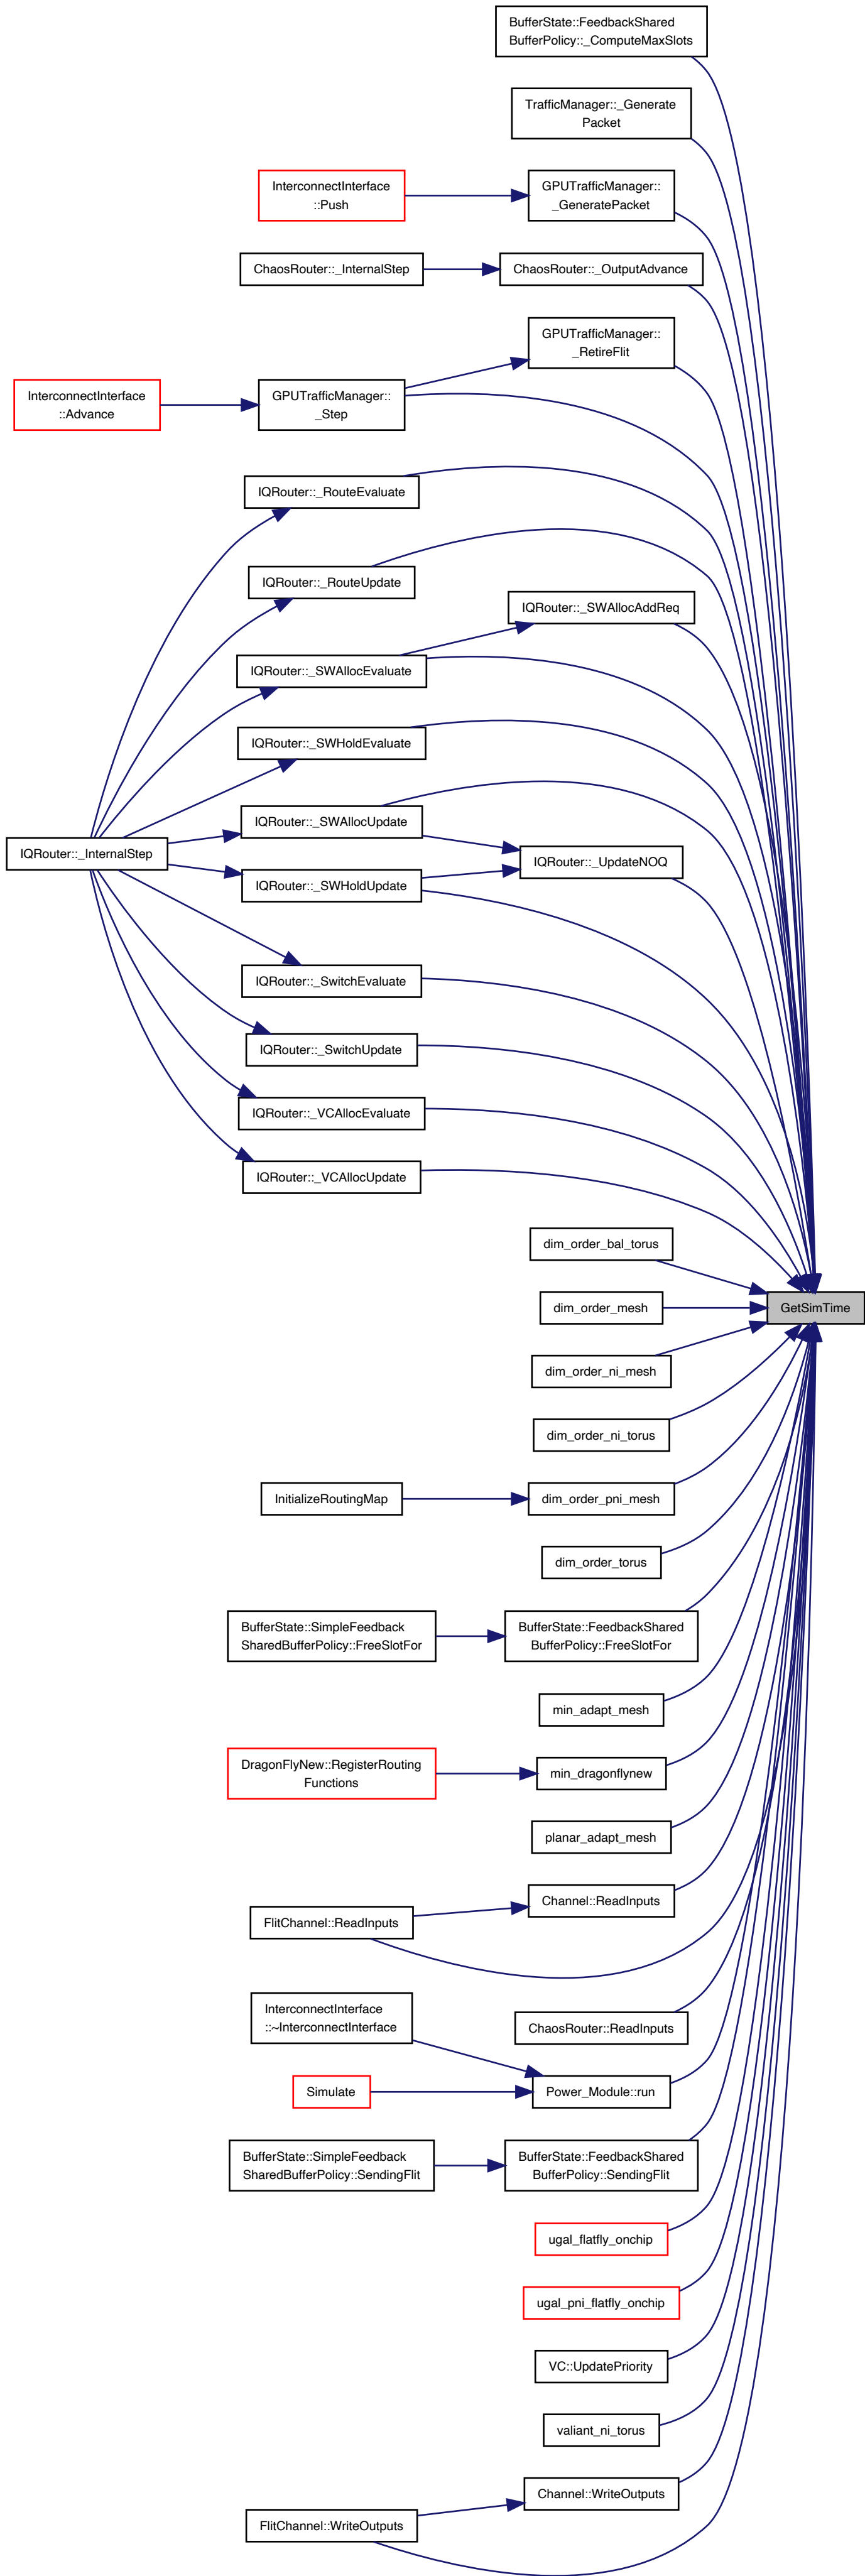 BufferState::FeedbackShared
BufferPolicy::_ComputeMaxSlots
TrafficManager::_Generate
Packet
InterconnectInterface
::Push
GPUTrafficManager::
_GeneratePacket
ChaosRouter::_InternalStep
ChaosRouter::_OutputAdvance
GPUTrafficManager::
_RetireFlit
InterconnectInterface
::Advance
GPUTrafficManager::
_Step
IQRouter::_RouteEvaluate
IQRouter::_RouteUpdate
IQRouter::_SWAllocAddReq
IQRouter::_SWAllocEvaluate
IQRouter::_SWHoldEvaluate
IQRouter::_SWAllocUpdate
IQRouter::_InternalStep
IQRouter::_UpdateNOQ
IQRouter::_SWHoldUpdate
IQRouter::_SwitchEvaluate
IQRouter::_SwitchUpdate
IQRouter::_VCAllocEvaluate
IQRouter::_VCAllocUpdate
dim_order_bal_torus
dim_order_mesh
GetSimTime
dim_order_ni_mesh
dim_order_ni_torus
InitializeRoutingMap
dim_order_pni_mesh
dim_order_torus
BufferState::SimpleFeedback
SharedBufferPolicy::FreeSlotFor
BufferState::FeedbackShared
BufferPolicy::FreeSlotFor
min_adapt_mesh
DragonFlyNew::RegisterRouting
Functions
min_dragonflynew
planar_adapt_mesh
Channel::ReadInputs
FlitChannel::ReadInputs
InterconnectInterface
::~InterconnectInterface
ChaosRouter::ReadInputs
Simulate
Power_Module::run
BufferState::SimpleFeedback
SharedBufferPolicy::SendingFlit
BufferState::FeedbackShared
BufferPolicy::SendingFlit
ugal_flatfly_onchip
ugal_pni_flatfly_onchip
VC::UpdatePriority
valiant_ni_torus
Channel::WriteOutputs
FlitChannel::WriteOutputs